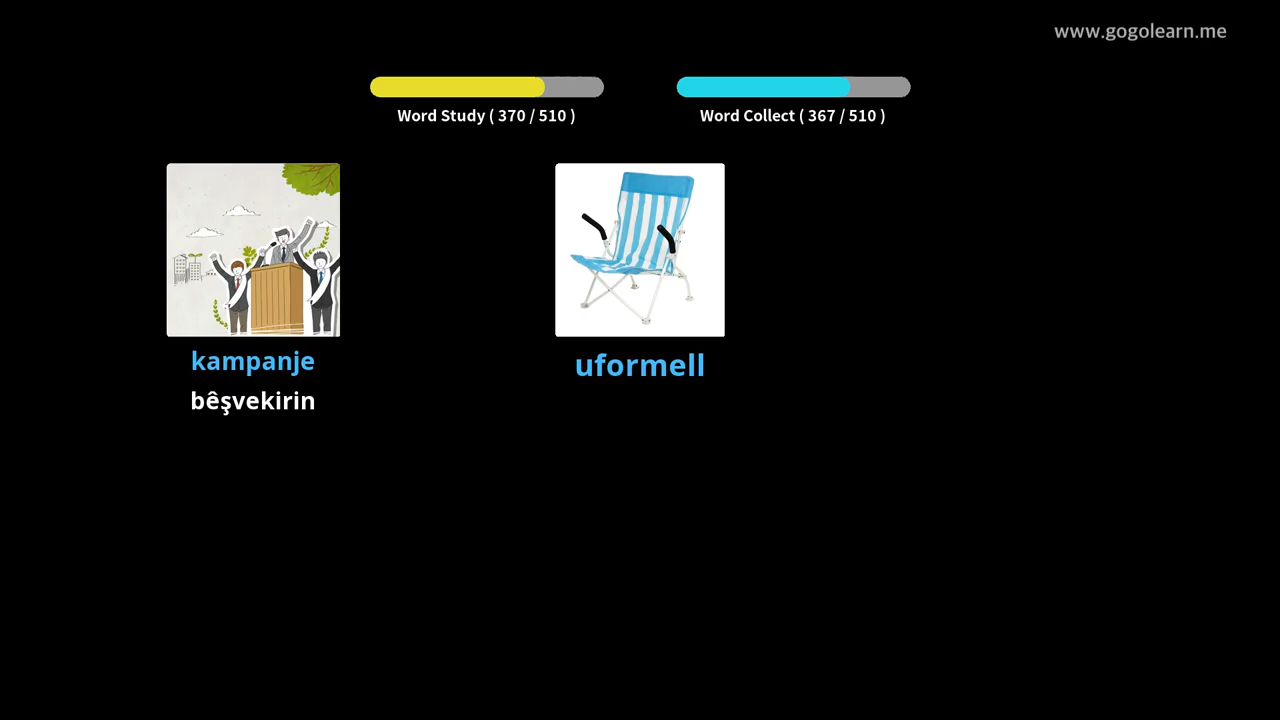 www.gogolearn.me
Word Study ( 370 / 510 )
Word Collect ( 367 / 510 )
kampanje
bêşvekirin
uformell